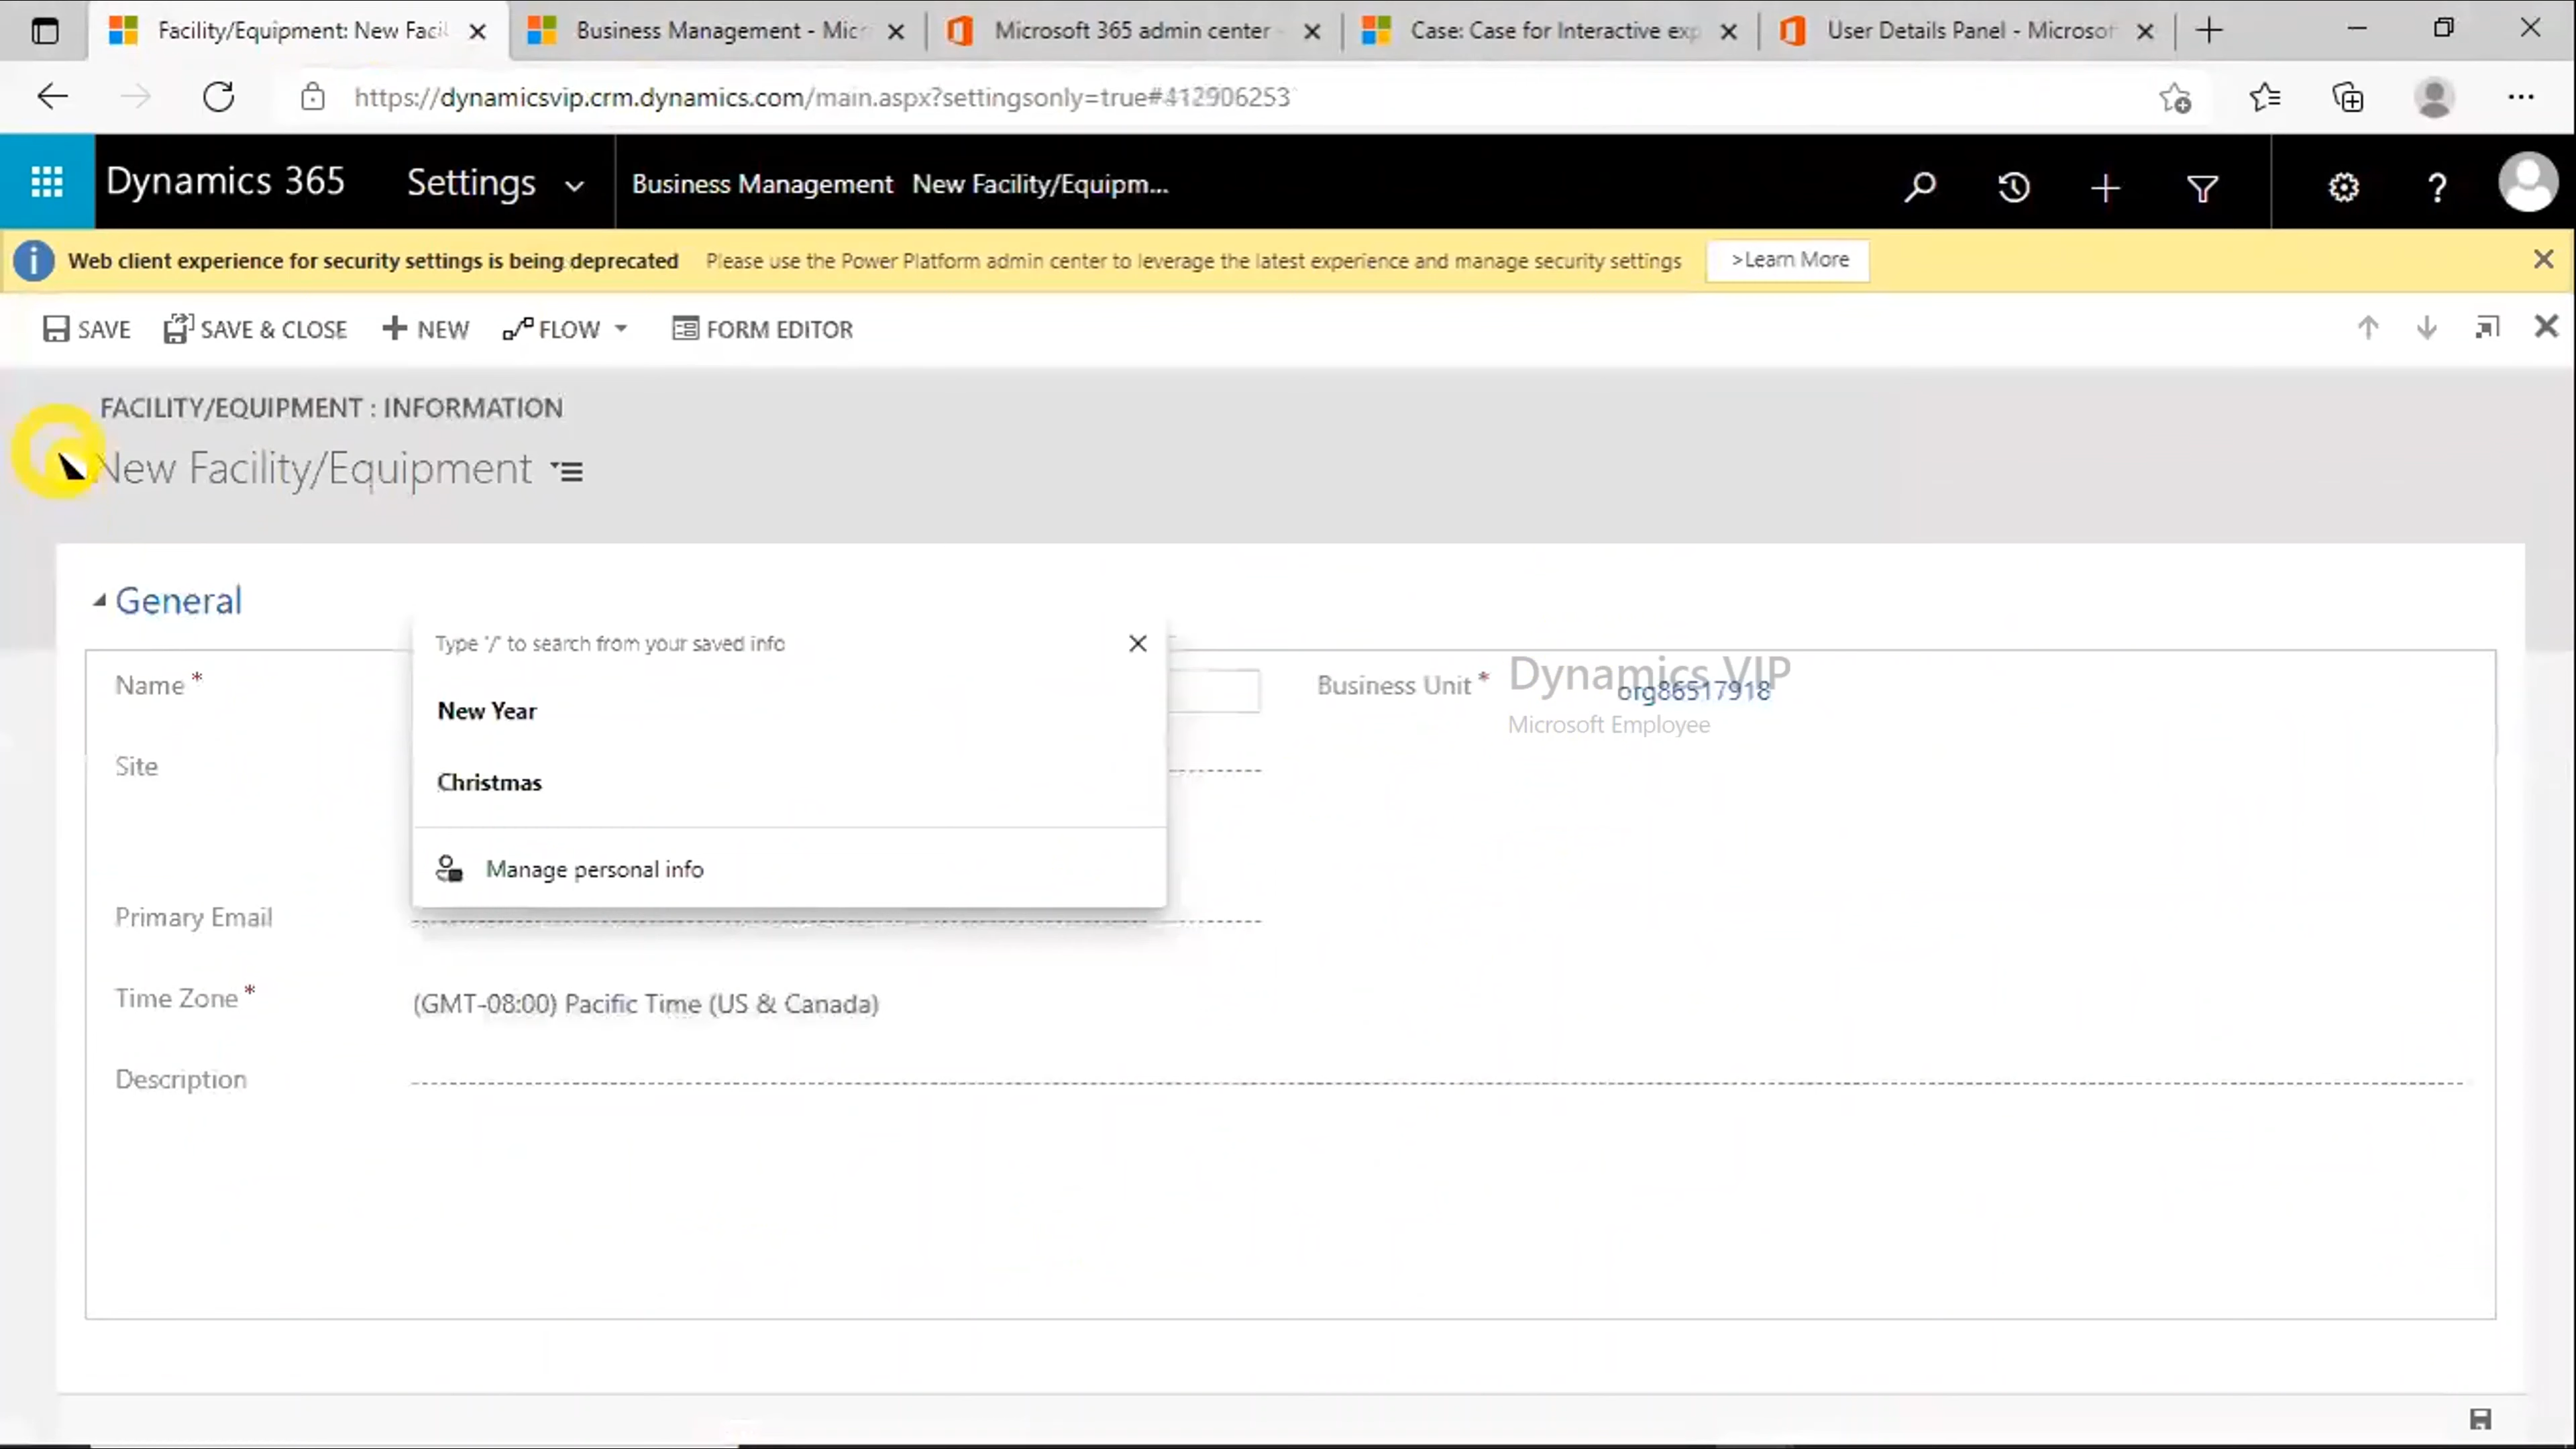 Facility/Equipment: New Facil
Business Management - Micr
Microsoft 365 admin center -
Case: Case for Interactive exp
User Details Panel - Microsof
https://dynamicsvip.crm.dynamics.com/main.aspx?settingsonly=true#412906253
Dynamics 365
Settings
Business Management
New Facility/Equipm...
Web client experience for security settings is being deprecated
Please use the Power Platform admin center to leverage the latest experience and manage security settings
>Learn More
SAVE
SAVE & CLOSE
NEW
FLOW
FORM EDITOR
FACILITY/EQUIPMENT : INFORMATION
New Facility/Equipment
General
Type '/' to search from your saved info
Name *
New Year
Business Unit *
Dynamics VIP
org86517918
Microsoft Employee
Site
Christmas
Manage personal info
Primary Email
Time Zone *
(GMT-08:00) Pacific Time (US & Canada)
Description